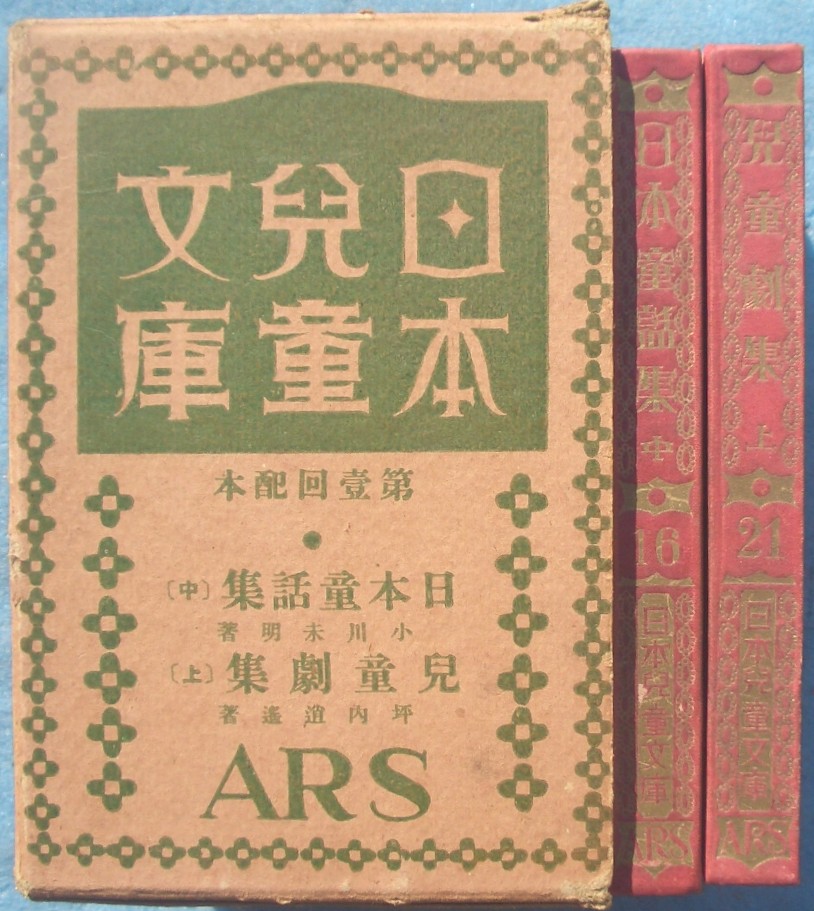 日本
兒童
文庫
第壹回配本
日本童話集〔中〕
小川未明著
兒童劇集〔上〕
坪内逍遙著
ARS
日本童話集 中
16
日本兒童文庫
ARS
兒童劇集 上
21
日本兒童文庫
ARS